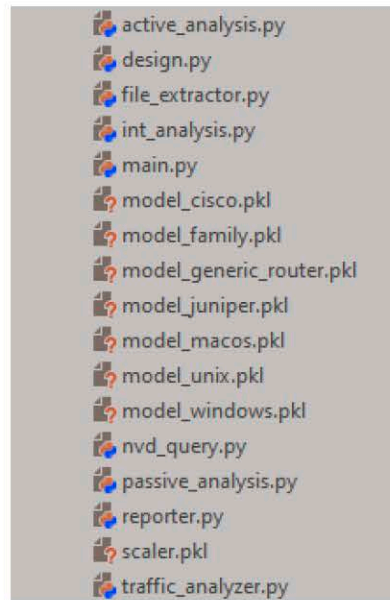 active_analysis.py
design.py
file_extractor.py
int_analysis.py
main.py
model_cisco.pkl
model_family.pkl
model_generic_router.pkl
model_juniper.pkl
model_macos.pkl
model_unix.pkl
model_windows.pkl
nvd_query.py
passive_analysis.py
reporter.py
scaler.pkl
traffic_analyzer.py